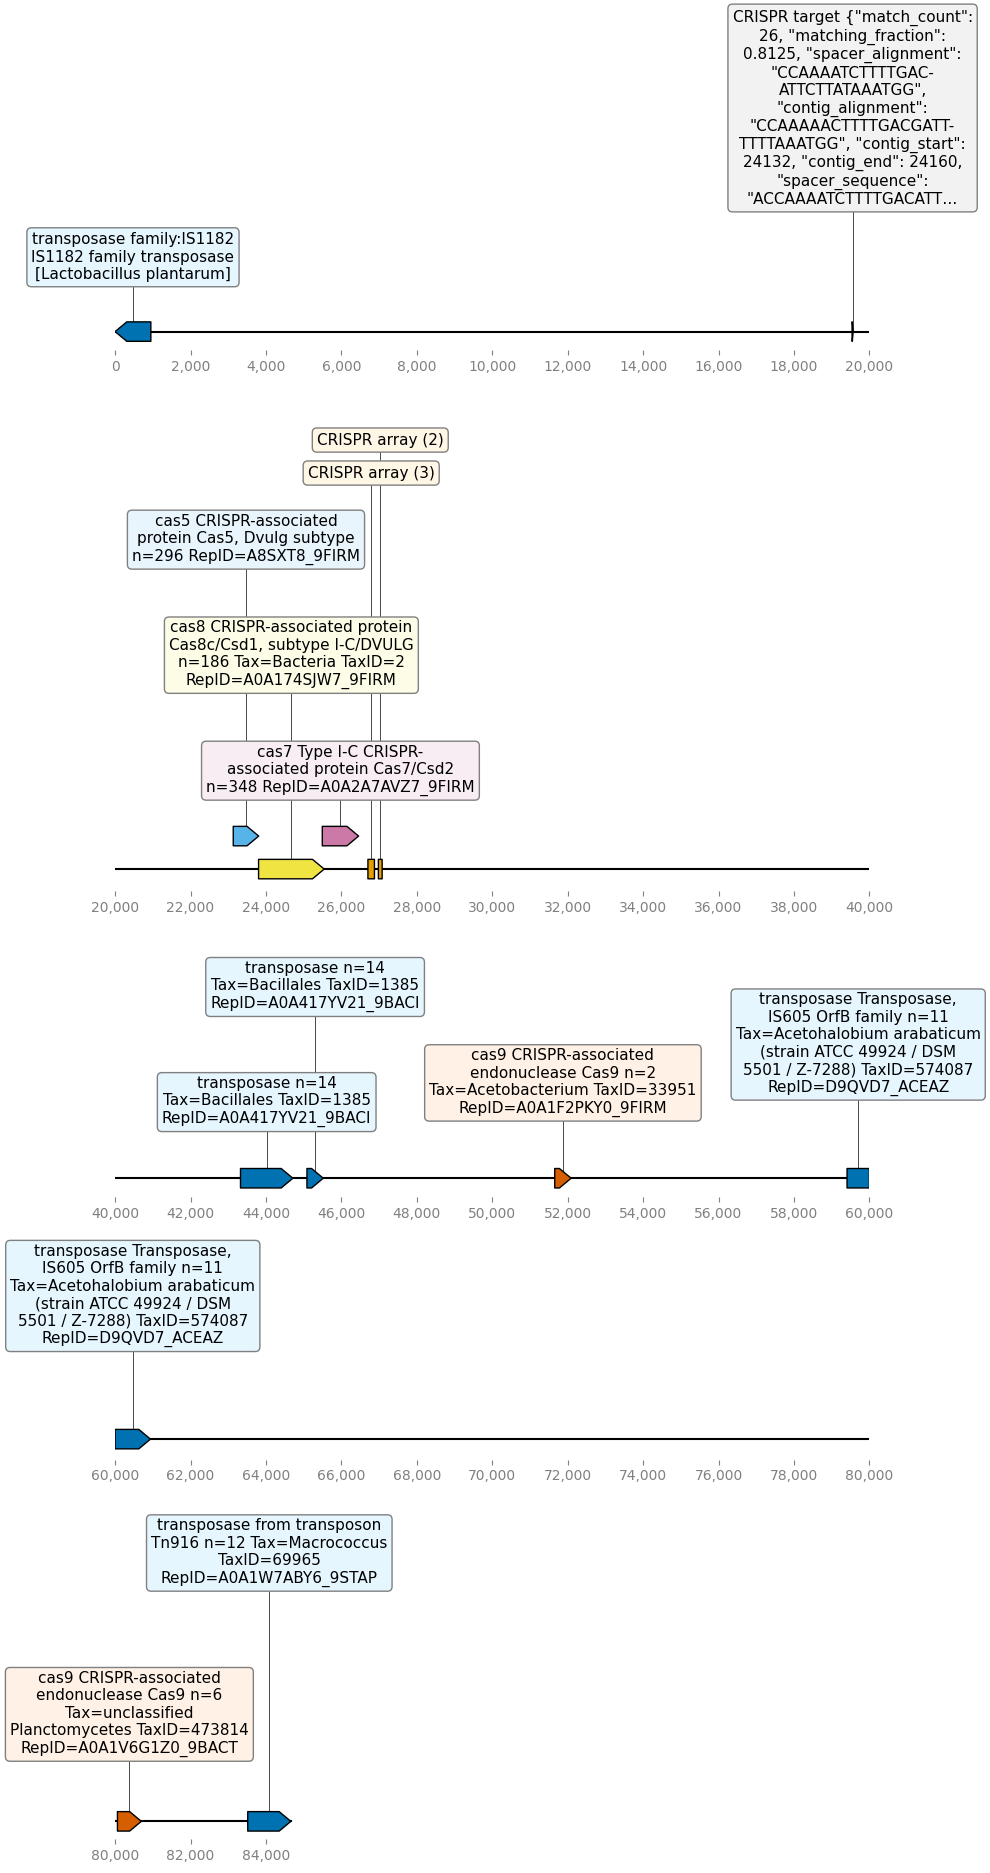 CRISPR target {"match_count":
26, "matching_fraction":
0.8125, "spacer_alignment":
"CCAAAATCTTTTGAC-
ATTCTTATAAATGG",
"contig_alignment":
"CCAAAAACTTTTGACGATT-
TTTTAAATGG", "contig_start":
24132, "contig_end": 24160,
"spacer_sequence":
"ACCAAAATCTTTTGACATT...
transposase family:IS1182
IS1182 family transposase
[Lactobacillus plantarum]
0 2,000 4,000 6,000 8,000 10,000 12,000 14,000 16,000 18,000 20,000
CRISPR array (2)
CRISPR array (3)
cas5 CRISPR-associated
protein Cas5, Dvulg subtype
n=296 RepID=A8SXT8_9FIRM
cas8 CRISPR-associated protein
Cas8c/Csd1, subtype I-C/DVULG
n=186 Tax=Bacteria TaxID=2
RepID=A0A174SJW7_9FIRM
cas7 Type I-C CRISPR-
associated protein Cas7/Csd2
n=348 RepID=A0A2A7AVZ7_9FIRM
20,000 22,000 24,000 26,000 28,000 30,000 32,000 34,000 36,000 38,000 40,000
transposase n=14
Tax=Bacillales TaxID=1385
RepID=A0A417YV21_9BACI
transposase n=14
Tax=Bacillales TaxID=1385
RepID=A0A417YV21_9BACI
cas9 CRISPR-associated
endonuclease Cas9 n=2
Tax=Acetobacterium TaxID=33951
RepID=A0A1F2PKY0_9FIRM
transposase Transposase,
IS605 OrfB family n=11
Tax=Acetohalobium arabaticum
(strain ATCC 49924 / DSM
5501 / Z-7288) TaxID=574087
RepID=D9QVD7_ACEAZ
40,000 42,000 44,000 46,000 48,000 50,000 52,000 54,000 56,000 58,000 60,000
transposase Transposase,
IS605 OrfB family n=11
Tax=Acetohalobium arabaticum
(strain ATCC 49924 / DSM
5501 / Z-7288) TaxID=574087
RepID=D9QVD7_ACEAZ
60,000 62,000 64,000 66,000 68,000 70,000 72,000 74,000 76,000 78,000 80,000
transposase from transposon
Tn916 n=12 Tax=Macrococcus
TaxID=69965
RepID=A0A1W7ABY6_9STAP
cas9 CRISPR-associated
endonuclease Cas9 n=6
Tax=unclassified
Planctomycetes TaxID=473814
RepID=A0A1V6G1Z0_9BACT
80,000 82,000 84,000